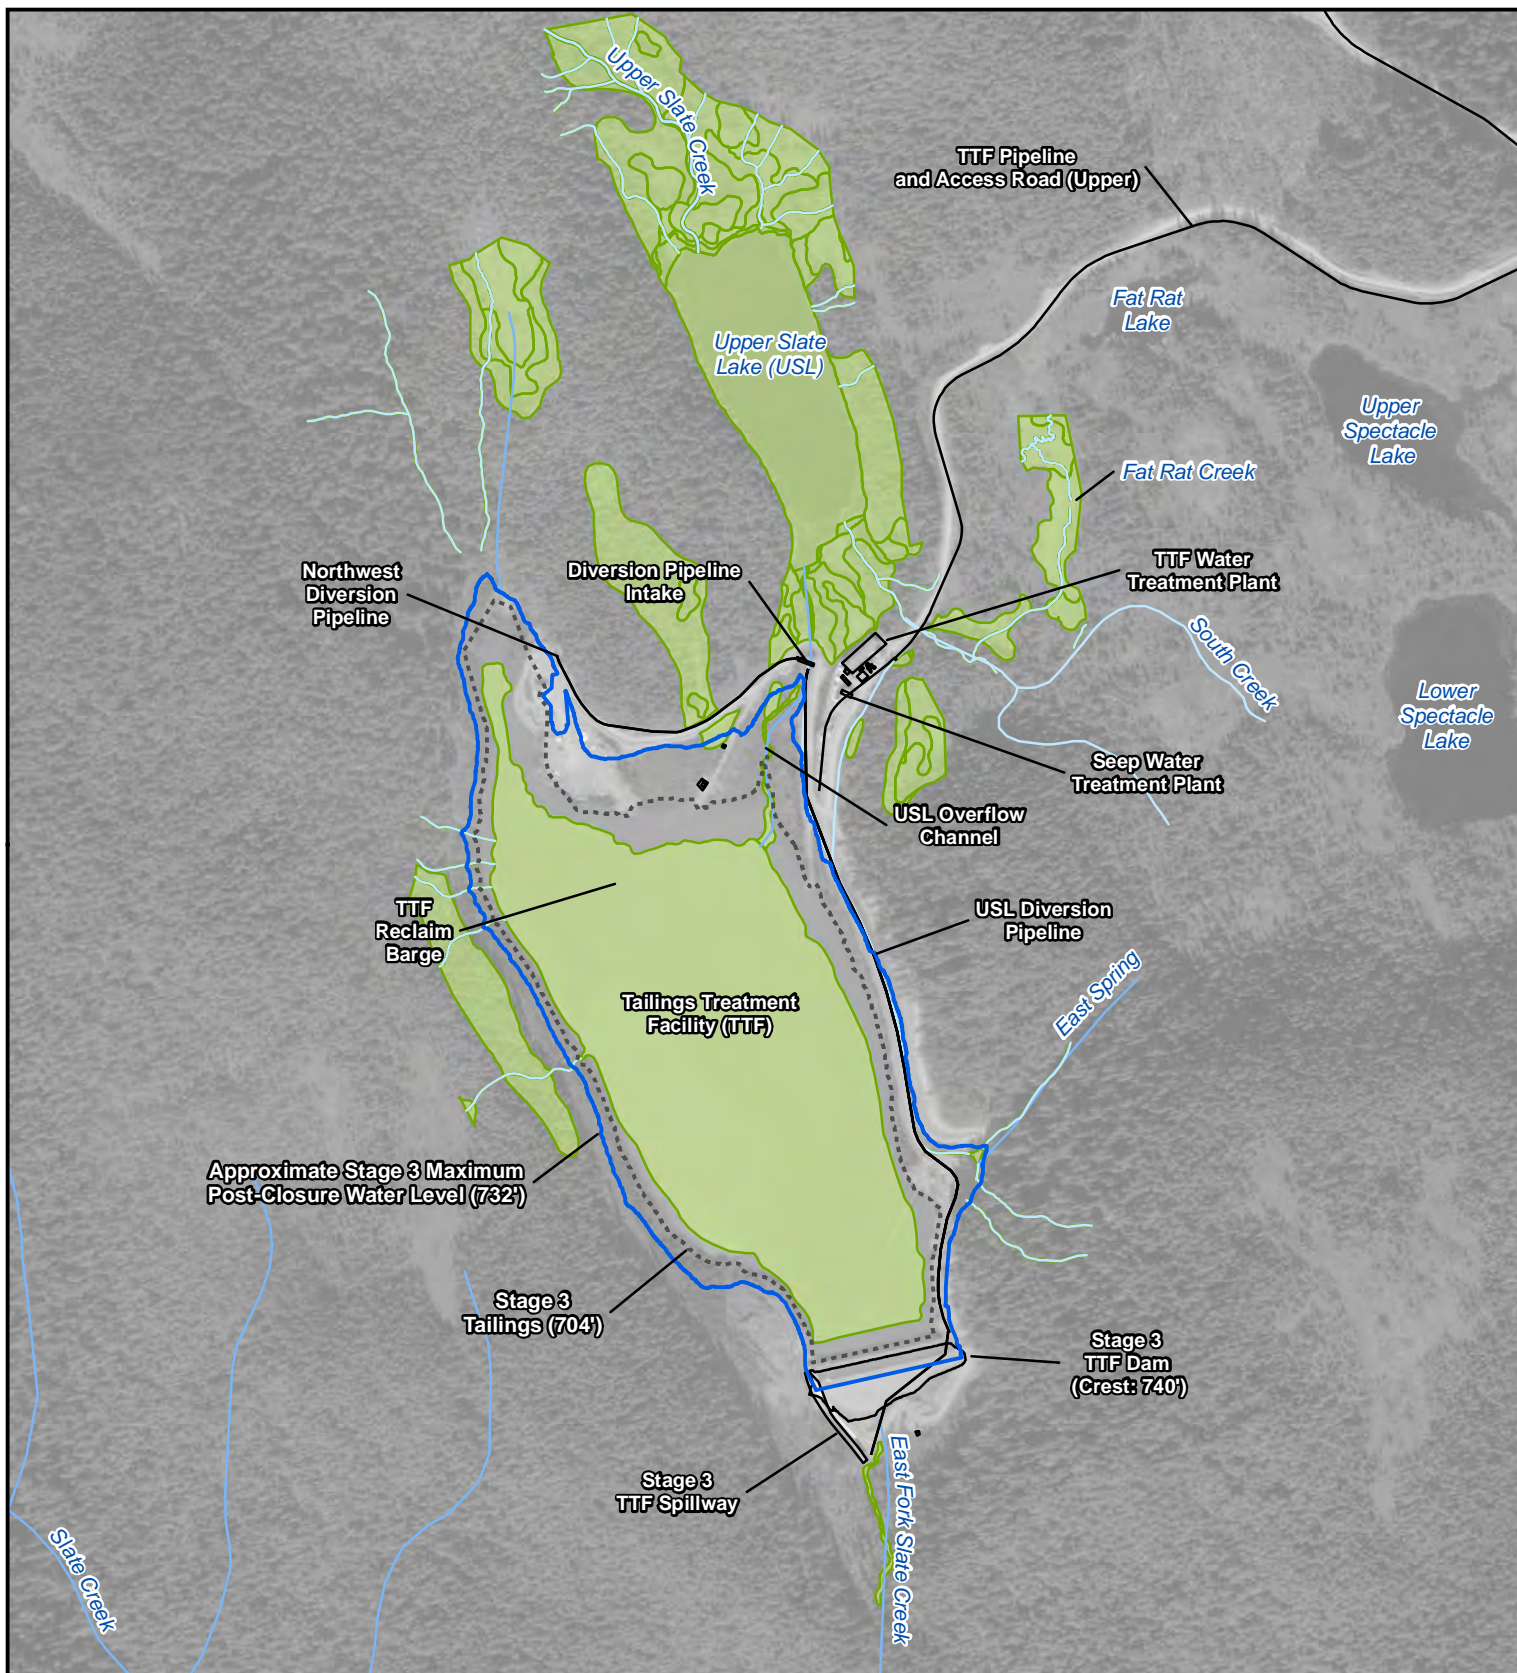 Upper Slate Creek
TTF Pipeline
and Access Road (Upper)
Fat Rat
Lake
Upper Slate
Lake (USL)
Upper
Spectacle
Lake
Fat Rat Creek
TTF Water
Treatment Plant
Northwest
Diversion
Pipeline
Diversion Pipeline
Intake
South Creek
Lower
Spectacle
Lake
Seep Water
Treatment Plant
USL Overflow
Channel
TTF
Reclaim
Barge
USL Diversion
Pipeline
East Spring
Tailings Treatment
Facility (TTF)
Approximate Stage 3 Maximum
Post-Closure Water Level (732')
Stage 3
Tailings (704')
Stage 3
TTF Dam
(Crest: 740')
Stage 3
TTF Spillway
East Fork Slate Creek
Slate Creek